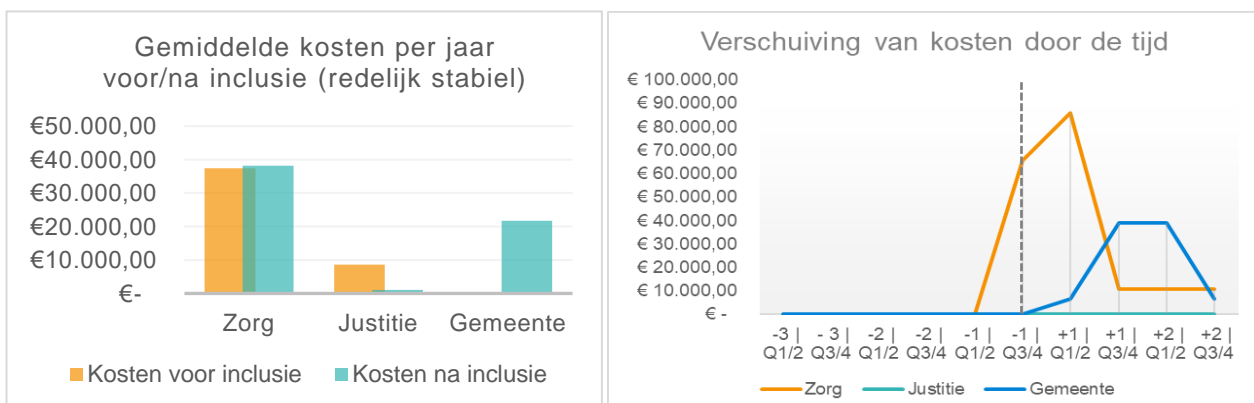 Gemiddelde kosten per jaar
voor/na inclusie (redelijk stabiel)
€50.000,00
€40.000,00
€30.000,00
€20.000,00
€10.000,00
€-
Zorg Justitie Gemeente
Kosten voor inclusie Kosten na inclusie
Verschuiving van kosten door de tijd
€ 100.000,00
€ 90.000,00
€ 80.000,00
€ 70.000,00
€ 60.000,00
€ 50.000,00
€ 40.000,00
€ 30.000,00
€ 20.000,00
€ 10.000,00
€ -
-3 | - 3 | -2 | -2 | -1 | -1 | +1 | +1 | +2 | +2 |
Q1/2 Q3/4 Q1/2 Q3/4 Q1/2 Q3/4 Q1/2 Q3/4 Q1/2 Q3/4
Zorg Justitie Gemeente